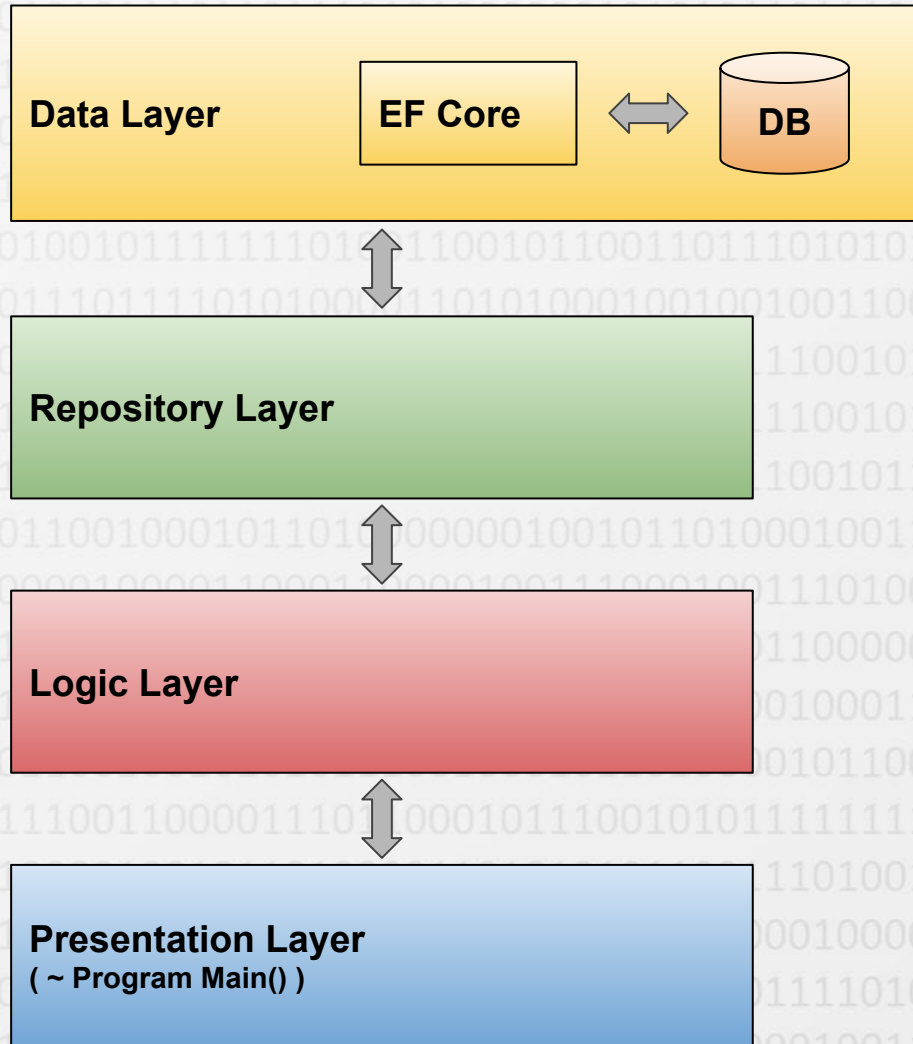 Data Layer
EF Core
DB
Repository Layer
Logic Layer
Presentation Layer
( ~ Program Main() )